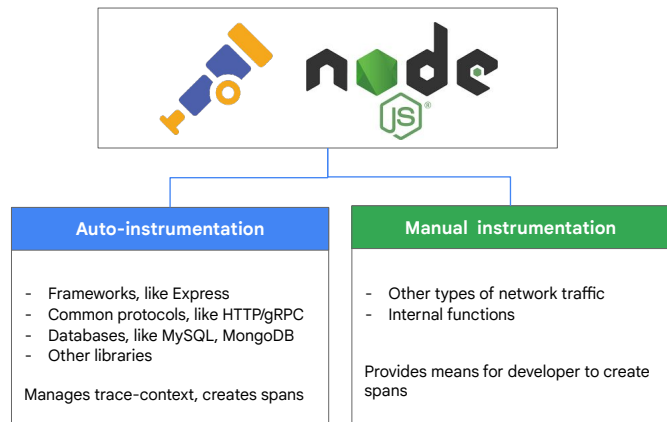 node
JS®
Auto-instrumentation
- Frameworks, like Express
- Common protocols, like HTTP/gRPC
- Databases, like MySQL, MongoDB
- Other libraries
Manages trace-context, creates spans
Manual instrumentation
- Other types of network traffic
- Internal functions
Provides means for developer to create
spans